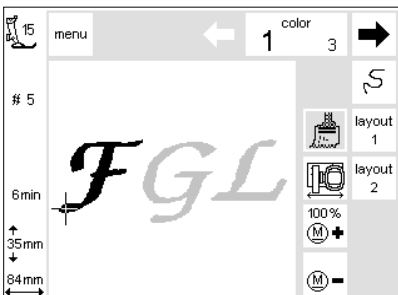 15
menu
color
1 3
# 5
layout
1
layout
2
FGL
6min
35mm
84mm
100%
M +
M -